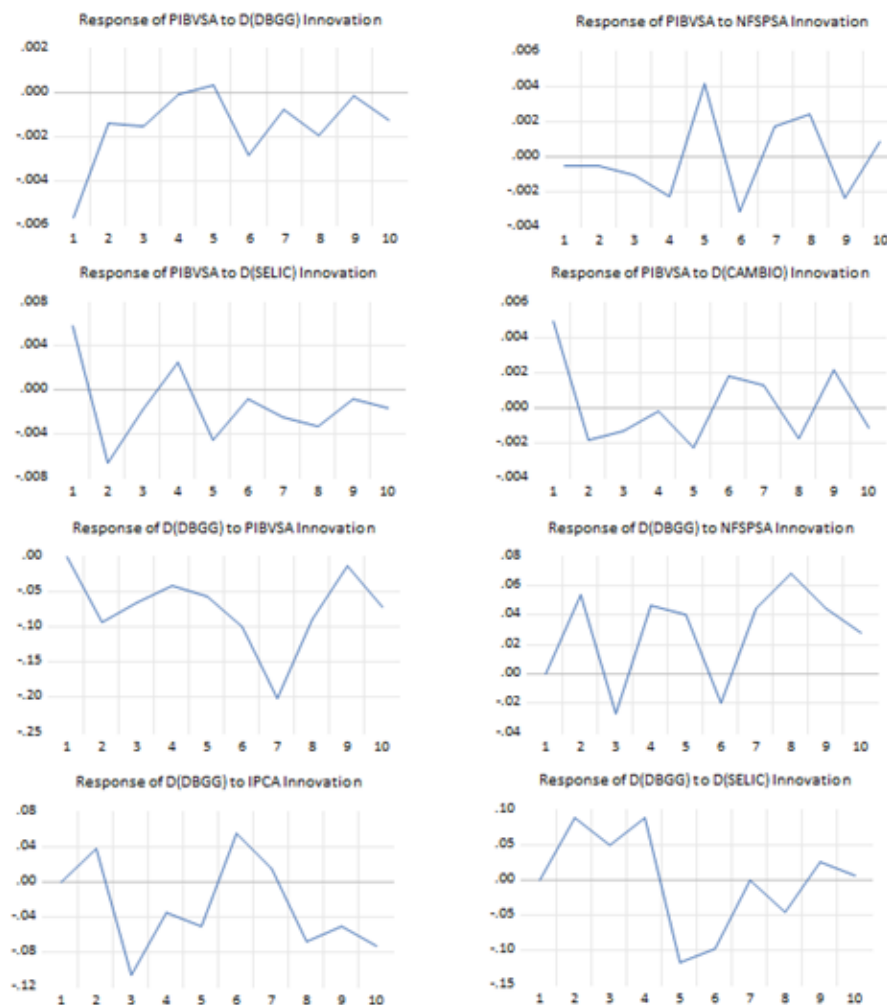 Response of PIBVSA to D(DBGG) Innovation
.002
.000
-.002
-.004
-.006
1 2 3 4 5 6 7 8 9 10
Response of PIBVSA to NFSPSA Innovation
.006
.004
.002
.000
-.002
-.004
1 2 3 4 5 6 7 8 9 10
Response of PIBVSA to D(SELIC) Innovation
.008
.004
.000
-.004
-.008
1 2 3 4 5 6 7 8 9 10
Response of PIBVSA to D(CAMBIO) Innovation
.006
.004
.002
.000
-.002
-.004
1 2 3 4 5 6 7 8 9 10
Response of D(DBGG) to PIBVSA Innovation
.00
-.05
-.10
-.15
-.20
-.25
1 2 3 4 5 6 7 8 9 10
Response of D(DBGG) to NFSPSA Innovation
.08
.06
.04
.02
.00
-.02
-.04
1 2 3 4 5 6 7 8 9 10
Response of D(DBGG) to IPCA Innovation
.08
.04
.00
-.04
-.08
-.12
1 2 3 4 5 6 7 8 9 10
Response of D(DBGG) to D(SELIC) Innovation
.10
.05
.00
-.05
-.10
-.15
1 2 3 4 5 6 7 8 9 10